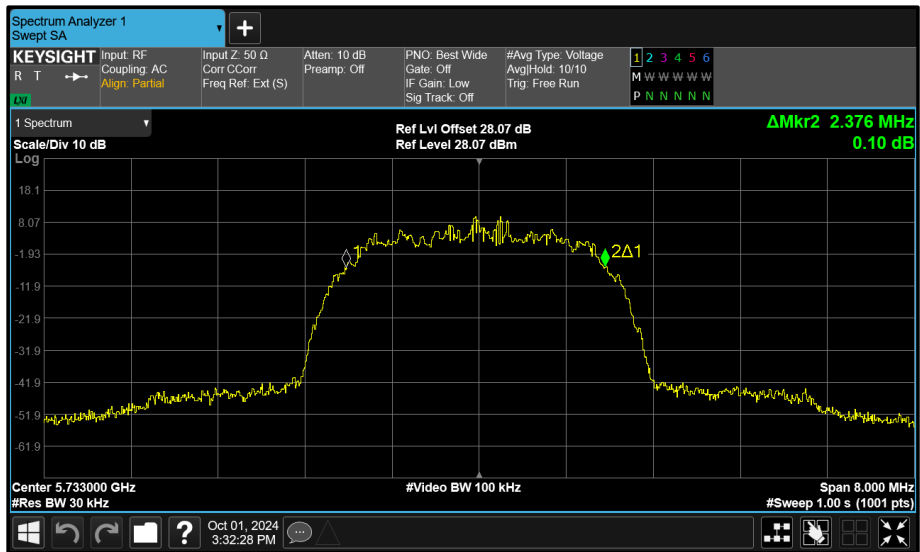 Spectrum Analyzer 1
Swept SA
KEYSIGHT
R T
LXI
Input: RF
Coupling: AC
Align: Partial
Input Z: 50 Ω
Corr CCorr
Freq Ref: Ext (S)
Atten: 10 dB
Preamp: Off
PNO: Best Wide
Gate: Off
IF Gain: Low
Sig Track: Off
#Avg Type: Voltage
Avg|Hold: 10/10
Trig: Free Run
1 2 3 4 5 6
M W W W W W
P N N N N N
1 Spectrum
Scale/Div 10 dB
Ref Lvl Offset 28.07 dB
Ref Level 28.07 dBm
ΔMkr2 2.376 MHz
0.10 dB
Log
18.1
8.07
-1.93
-11.9
-21.9
-31.9
-41.9
-51.9
-61.9
1
2Δ1
Center 5.733000 GHz
#Video BW 100 kHz
Span 8.000 MHz
#Res BW 30 kHz
#Sweep 1.00 s (1001 pts)
?
Oct 01, 2024
3:32:28 PM